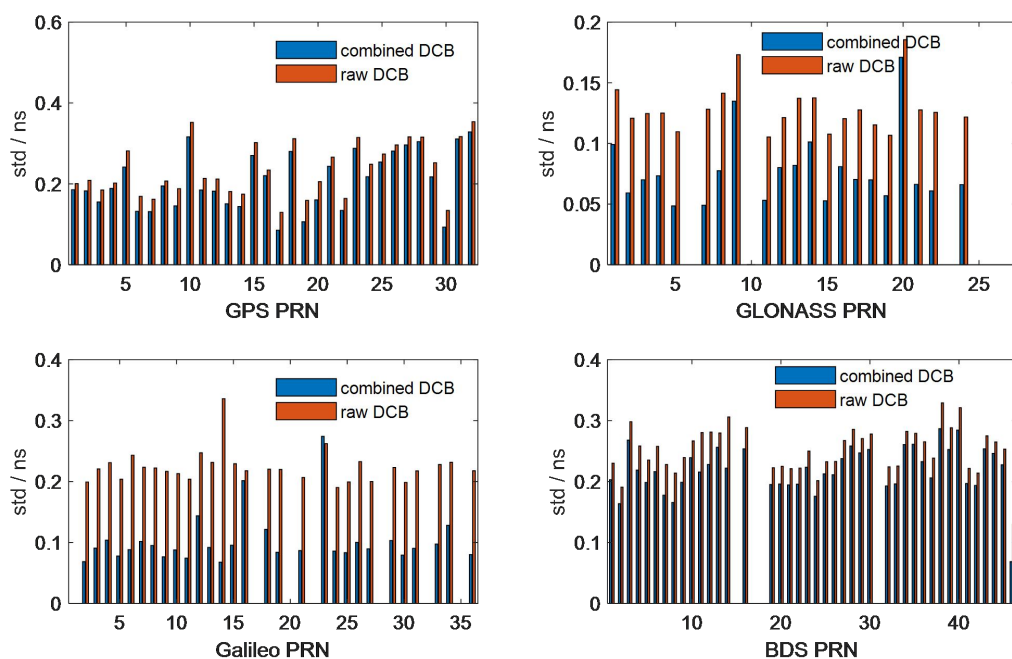 0.6
0.4
0.2
0
std / ns
combined DCB
raw DCB
5 10 15 20 25 30
GPS PRN
0.2
0.15
0.1
0.05
0
std / ns
combined DCB
raw DCB
5 10 15 20 25
GLONASS PRN
0.4
0.3
0.2
0.1
0
std / ns
combined DCB
raw DCB
5 10 15 20 25 30 35
Galileo PRN
0.4
0.3
0.2
0.1
0
std / ns
combined DCB
raw DCB
10 20 30 40
BDS PRN